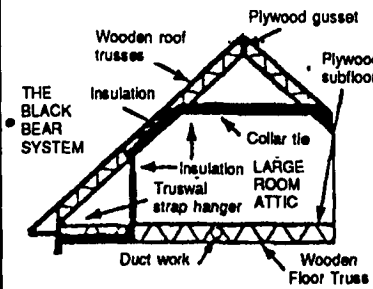 Plywood gusset
Wooden roof
trusses
Plywood
subfloor
Insulation
THE
BLACK
BEAR
SYSTEM
Collar tie
Insulation
LARGE
ROOM
ATTIC
Truswal
strap hanger
Duct work
Wooden
Floor Truss